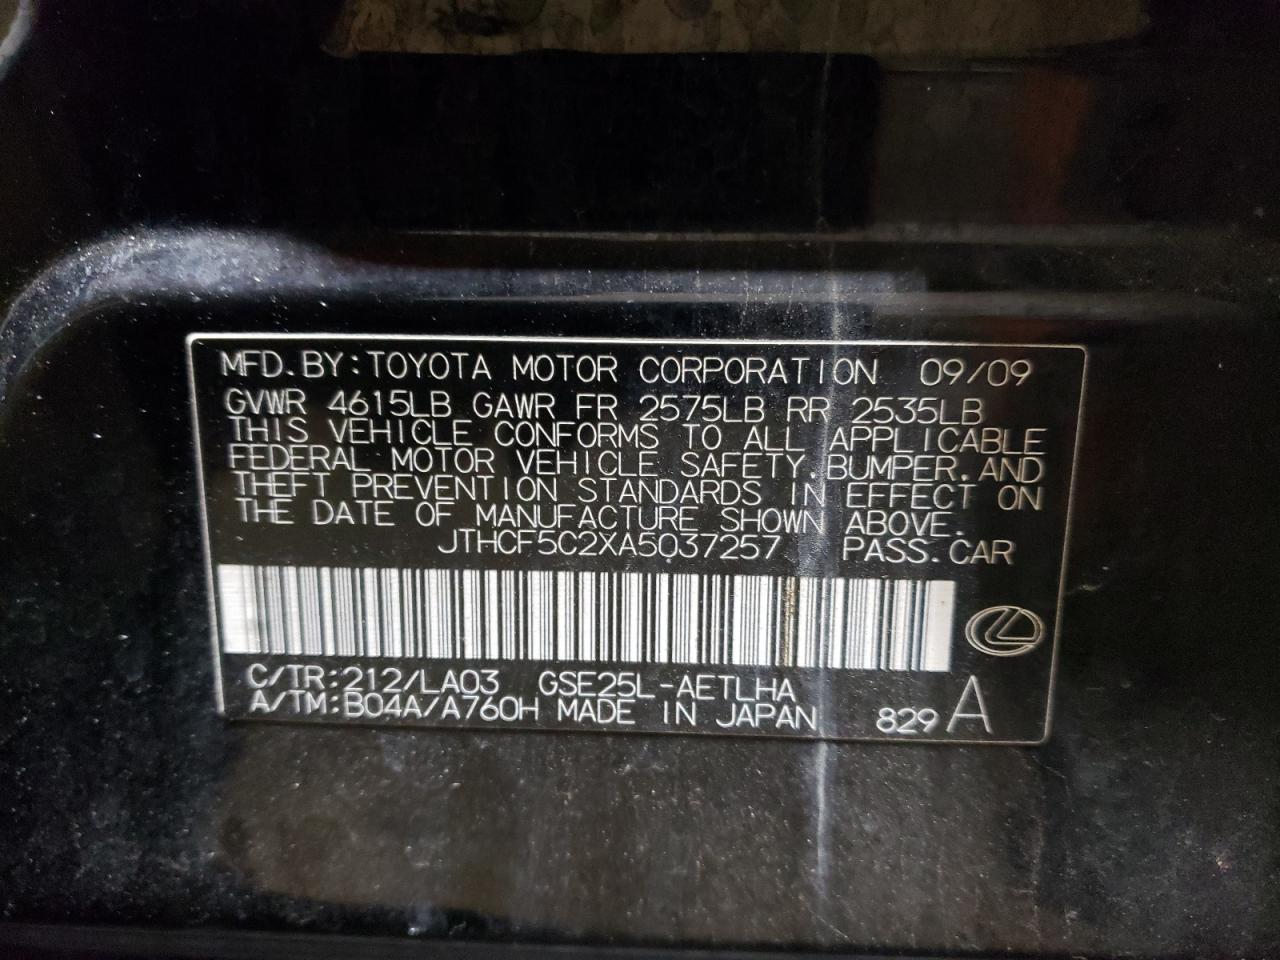 MFD. BY: TOYOTA MOTOR CORPORATION 09/09
GVWR 4615LB GAWR FR 2575LB RR 2535LB
THIS VEHICLE CONFORMS TO ALL APPLICABLE
FEDERAL MOTOR VEHICLE SAFETY, BUMPER, AND
THEFT PREVENTION STANDARDS IN EFFECT ON
THE DATE OF MANUFACTURE SHOWN ABOVE.
JTHCF5C2XA5037257 PASS. CAR
C/TR: 212/LA03 GSE25L-AETLHA
A/TM: B04A/A760H MADE IN JAPAN 829 A